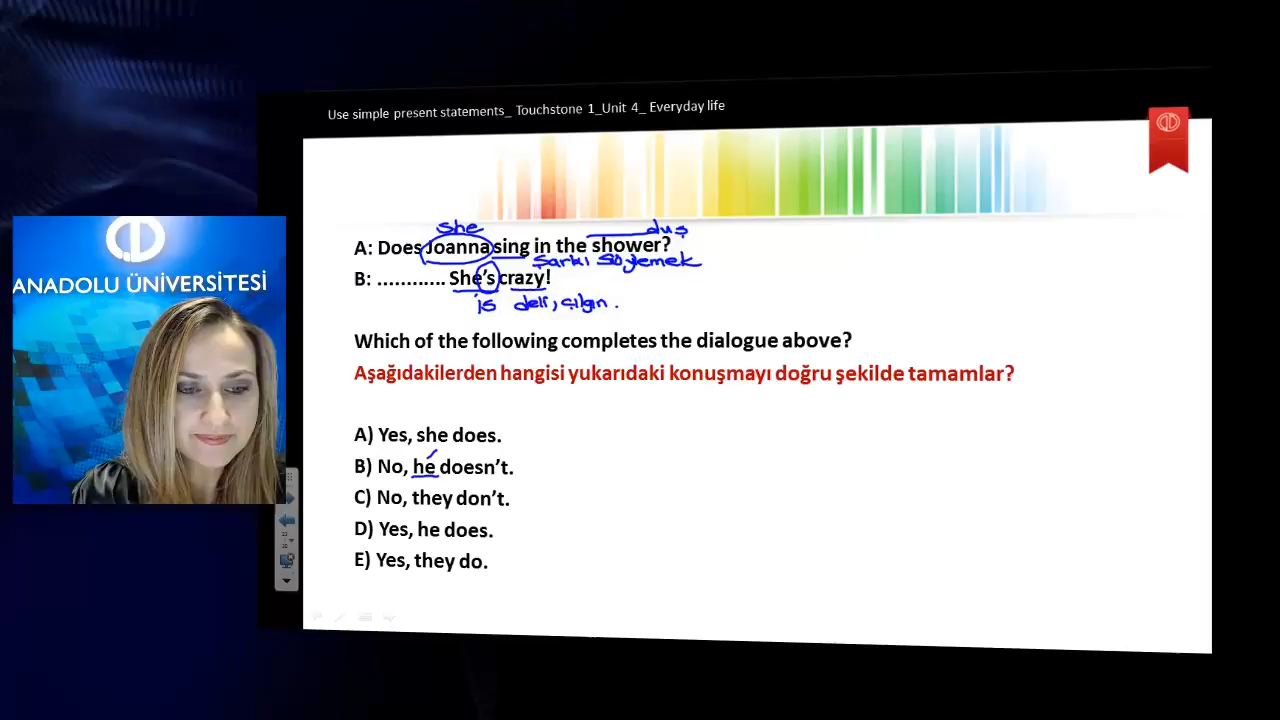 Use simple present statements_ Touchstone 1_Unit 4_ Everyday life
she
duş
A: Does Joanna sing in the shower?
şarkı söylemek
B: ............ She's crazy!
is deli, çılgın.
Which of the following completes the dialogue above?
Aşağıdakilerden hangisi yukarıdaki konuşmayı doğru şekilde tamamlar?
A) Yes, she does.
B) No, he doesn't.
C) No, they don't.
D) Yes, he does.
E) Yes, they do.
ANADOLU ÜNİVERSİTESİ